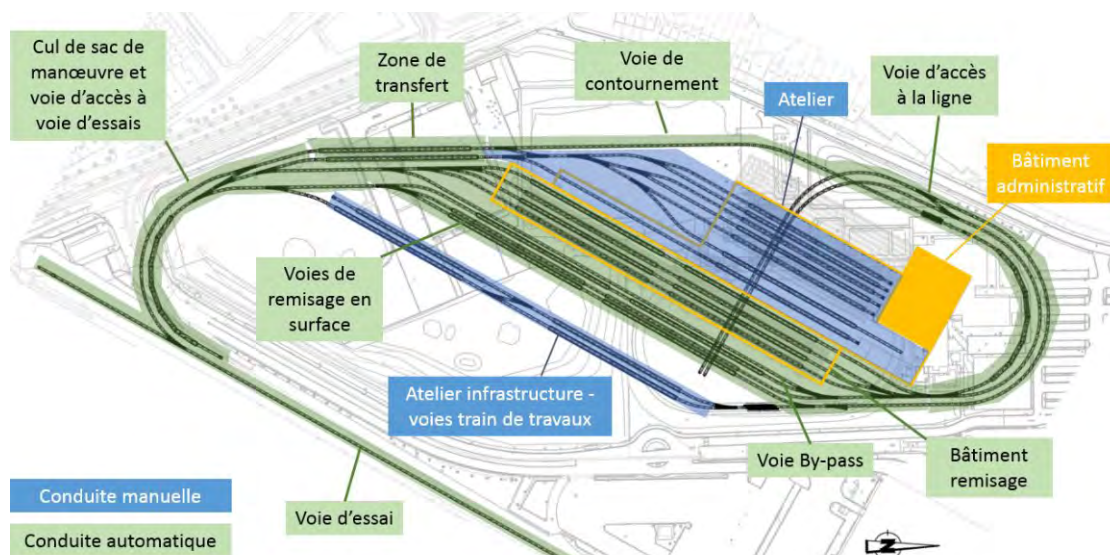 Cul de sac de
manœuvre et
voie d'accès à
voie d'essais
Zone de
transfert
Voie de
contournement
Atelier
Voie d'accès
à la ligne
Bâtiment
administratif
Voies de
remisage en
surface
Atelier infrastructure -
voies train de travaux
Voie By-pass
Bâtiment
remisage
Voie d'essai
Conduite manuelle
Conduite automatique
N